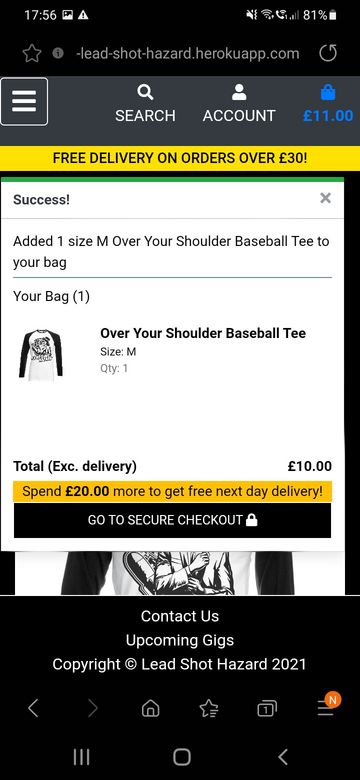 17:56
81%
-lead-shot-hazard.herokuapp.com
SEARCH
ACCOUNT
£11.00
FREE DELIVERY ON ORDERS OVER £30!
Success!
×
Added 1 size M Over Your Shoulder Baseball Tee to
your bag
Your Bag (1)
Over Your Shoulder Baseball Tee
Size: M
Qty: 1
Total (Exc. delivery)
£10.00
Spend £20.00 more to get free next day delivery!
GO TO SECURE CHECKOUT
Contact Us
Upcoming Gigs
Copyright © Lead Shot Hazard 2021
1
N